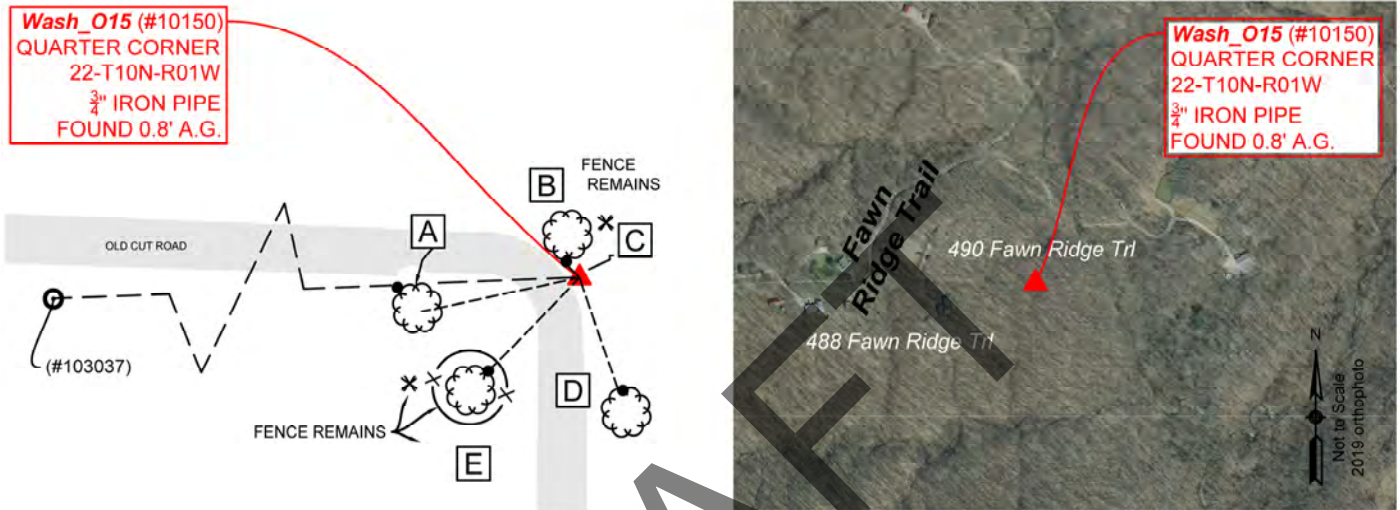 Wash_O15 (#10150)
QUARTER CORNER
22-T10N-R01W
3/4" IRON PIPE
FOUND 0.8' A.G.
OLD CUT ROAD
(#103037)
A
B
FENCE
REMAINS
C
D
E
FENCE REMAINS
Wash_O15 (#10150)
QUARTER CORNER
22-T10N-R01W
3/4" IRON PIPE
FOUND 0.8' A.G.
Fawn
Ridge Trail
490 Fawn Ridge Trl
488 Fawn Ridge Trl
N
Not to Scale
2019 orthophoto
AFT